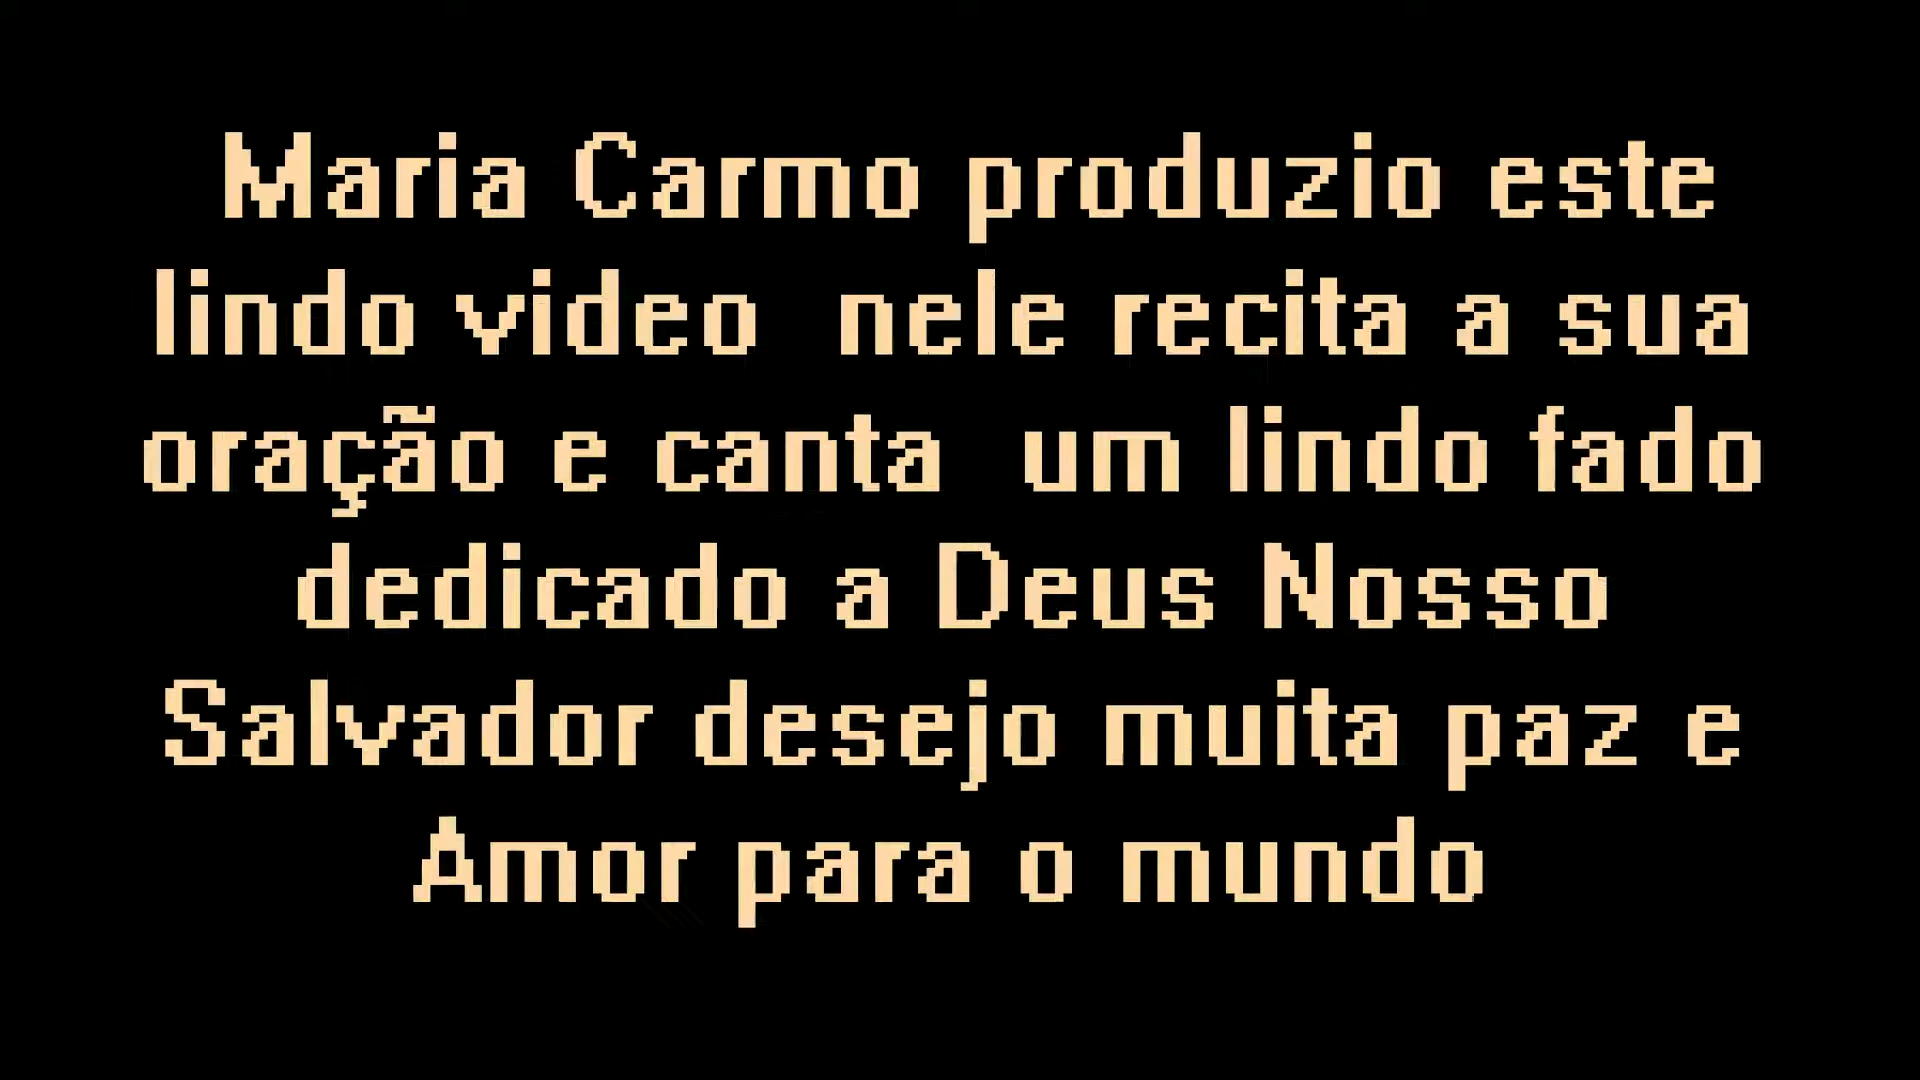 Maria Carmo produzio este
lindo video  nele recita a sua
oração e canta  um lindo fado
dedicado a Deus Nosso
Salvador desejo muita paz e
Amor para o mundo